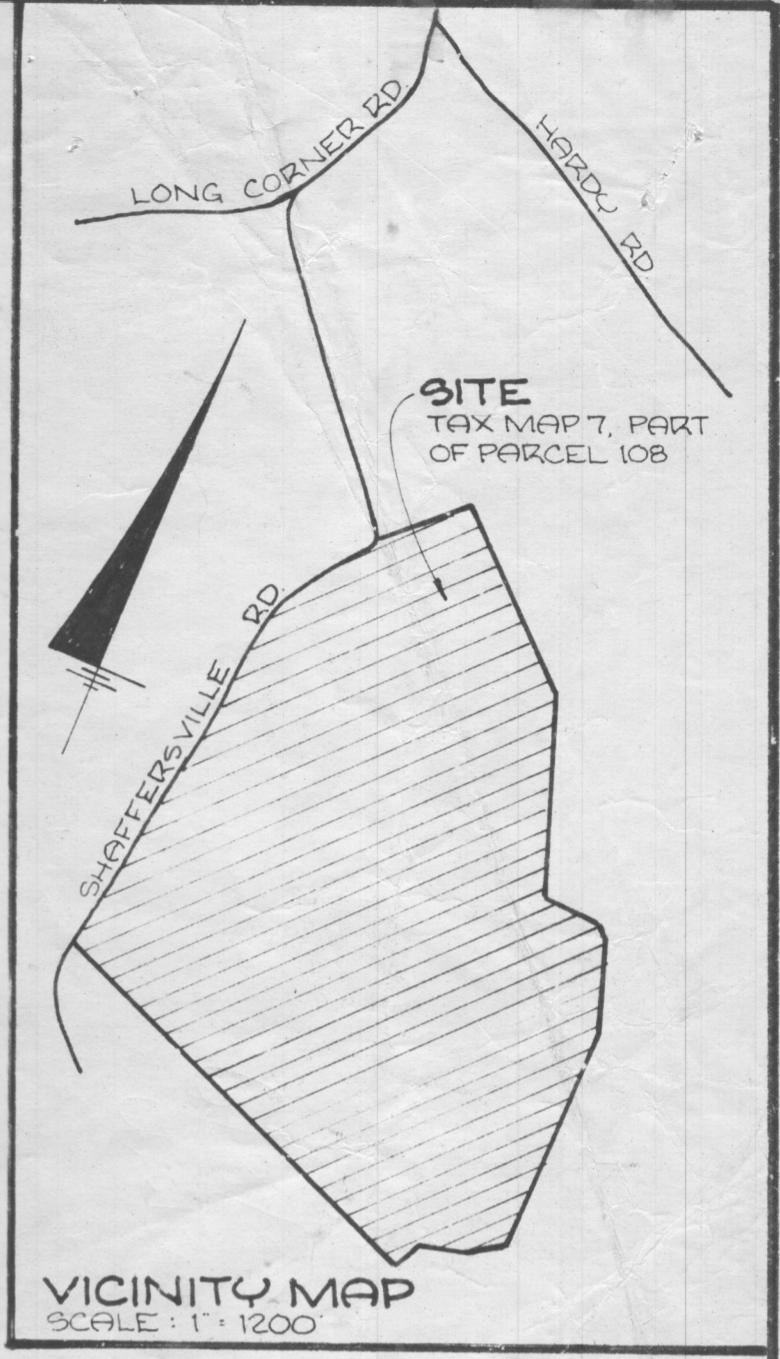 LONG CORNER RD.
HARDY RD.
SITE
TAX MAP 7, PART
OF PARCEL 108
SHAFFERSVILLE RD.
VICINITY MAP
SCALE : 1" = 1200'